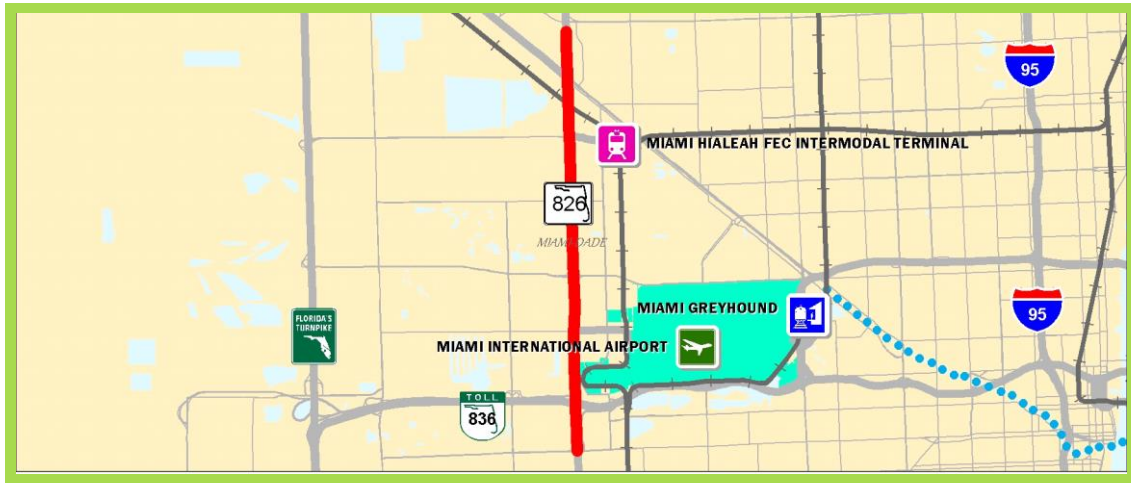 95
MIAMI HIALEAH FEC INTERMODAL TERMINAL
826
MIAMI-DADE
MIAMI GREYHOUND
95
FLORIDA'S
TURNPIKE
MIAMI INTERNATIONAL AIRPORT
TOLL
836